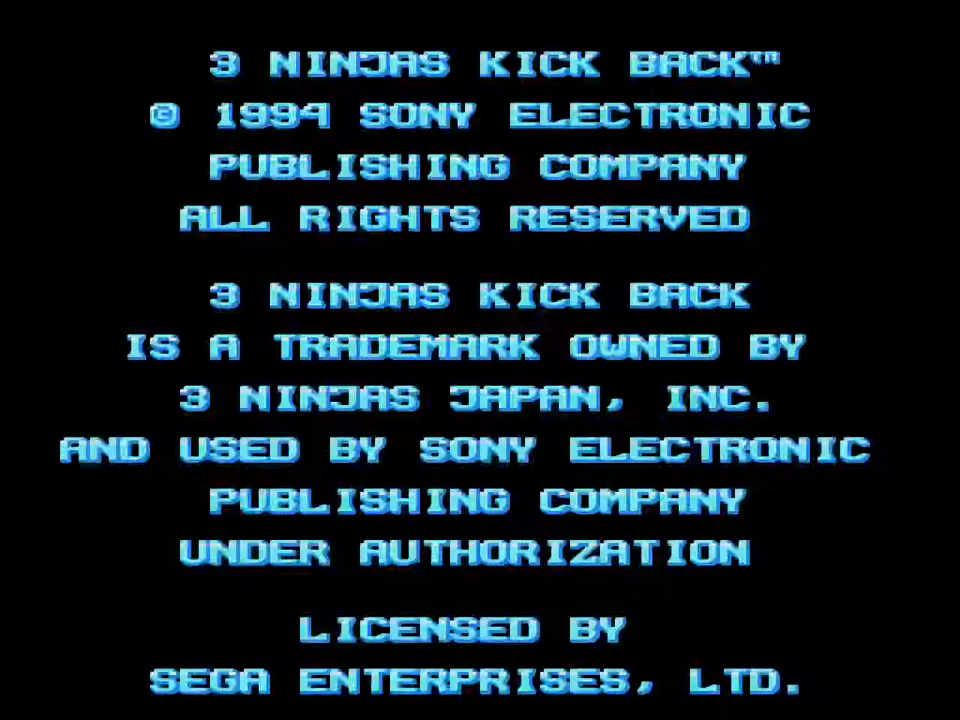 3 NINJAS KICK BACK™
© 1994 SONY ELECTRONIC
PUBLISHING COMPANY
ALL RIGHTS RESERVED
3 NINJAS KICK BACK
IS A TRADEMARK OWNED BY
3 NINJAS JAPAN, INC.
AND USED BY SONY ELECTRONIC
PUBLISHING COMPANY
UNDER AUTHORIZATION
LICENSED BY
SEGA ENTERPRISES, LTD.